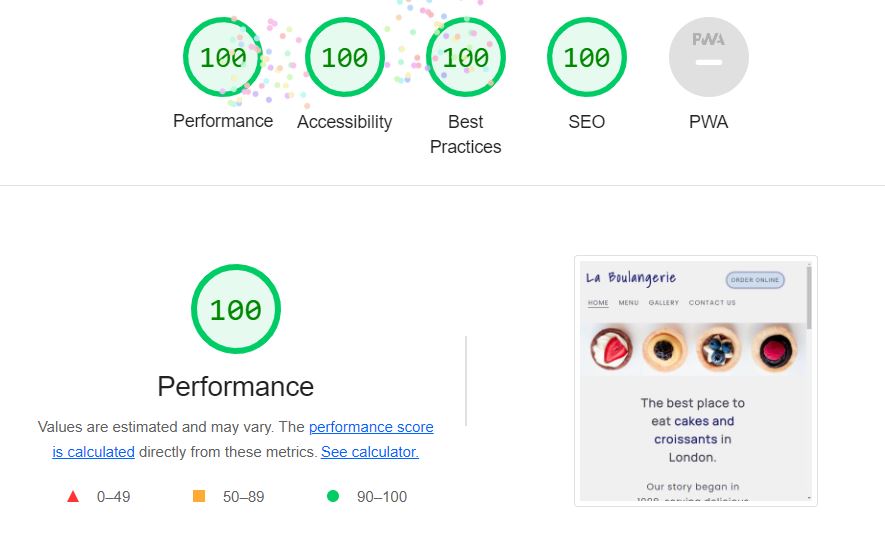 100 100 100 100 PWA
Performance Accessibility Best Practices SEO PWA
100
Performance
Values are estimated and may vary. The performance score
is calculated directly from these metrics. See calculator.
0–49 50–89 90–100
La Boulangerie ORDER ONLINE
HOME MENU GALLERY CONTACT US
The best place to
eat cakes and
croissants in
London.
Our story began in